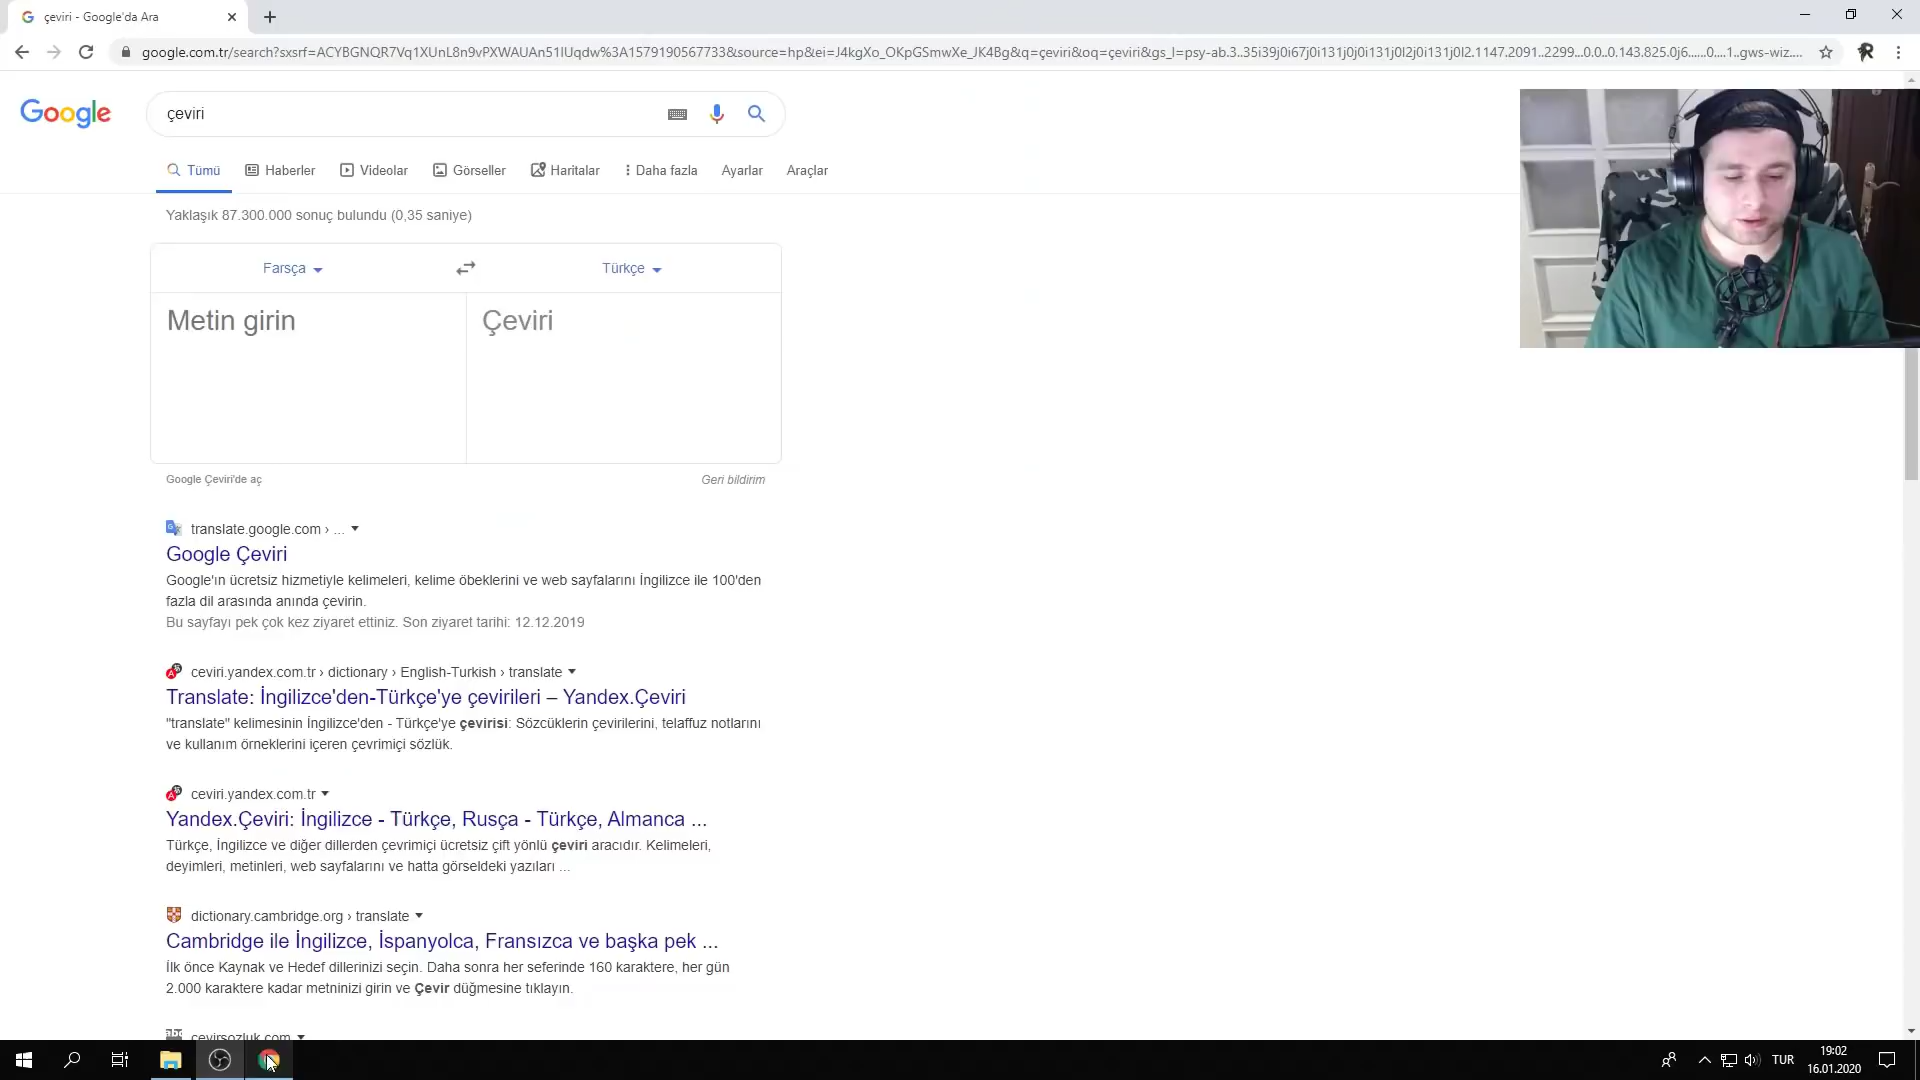 çeviri - Google'da Ara
google.com.tr/search?sxsrf=ACYBGNQR7Vq1XUnL8n9vPXWAUAn51lUqdw%3A1579190567733&source=hp&ei=J4kgXo_OKpGSmwXe_JK4Bg&q=çeviri&oq=çeviri&gs_l=psy-ab.3..35i39j0i67j0i131j0j0i131j0l2j0i131j0l2.1147.2091..2299...0.0..0.143.825.0j6......0....1..gws-wiz....
Google
çeviri
Tümü Haberler Videolar Görseller Haritalar Daha fazla Ayarlar Araçlar
Yaklaşık 87.300.000 sonuç bulundu (0,35 saniye)
Farsça Türkçe
Metin girin Çeviri
Google Çeviri'de aç Geri bildirim
translate.google.com › ...
Google Çeviri
Google'ın ücretsiz hizmetiyle kelimeleri, kelime öbeklerini ve web sayfalarını İngilizce ile 100'den
fazla dil arasında anında çevirin.
Bu sayfayı pek çok kez ziyaret ettiniz. Son ziyaret tarihi: 12.12.2019
ceviri.yandex.com.tr › dictionary › English-Turkish › translate
Translate: İngilizce'den-Türkçe'ye çevirileri – Yandex.Çeviri
"translate" kelimesinin İngilizce'den - Türkçe'ye çevirisi: Sözcüklerin çevirilerini, telaffuz notlarını
ve kullanım örneklerini içeren çevrimiçi sözlük.
ceviri.yandex.com.tr
Yandex.Çeviri: İngilizce - Türkçe, Rusça - Türkçe, Almanca ...
Türkçe, İngilizce ve diğer dillerden çevrimiçi ücretsiz çift yönlü çeviri aracıdır. Kelimeleri,
deyimleri, metinleri, web sayfalarını ve hatta görseldeki yazıları ...
dictionary.cambridge.org › translate
Cambridge ile İngilizce, İspanyolca, Fransızca ve başka pek ...
İlk önce Kaynak ve Hedef dillerinizi seçin. Daha sonra her seferinde 160 karaktere, her gün
2.000 karaktere kadar metninizi girin ve Çevir düğmesine tıklayın.
cevirsozluk.com
TUR
19:02
16.01.2020